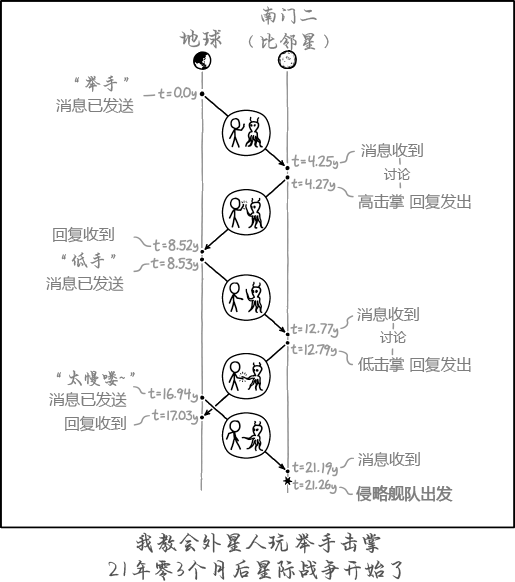 地球
南门二
（比邻星）
“举手”
消息已发送
t=0.0y
t=4.25y
消息收到
讨论
t=4.27y
高击掌 回复发出
回复收到
t=8.52y
“低手”
t=8.53y
消息已发送
t=12.77y
消息收到
讨论
t=12.79y
低击掌 回复发出
“太慢喽~”
t=16.94y
消息已发送
t=17.03y
回复收到
t=21.19y
消息收到
t=21.26y
侵略舰队出发
我教会外星人玩 举手击掌
21年零3个月后星际战争开始了